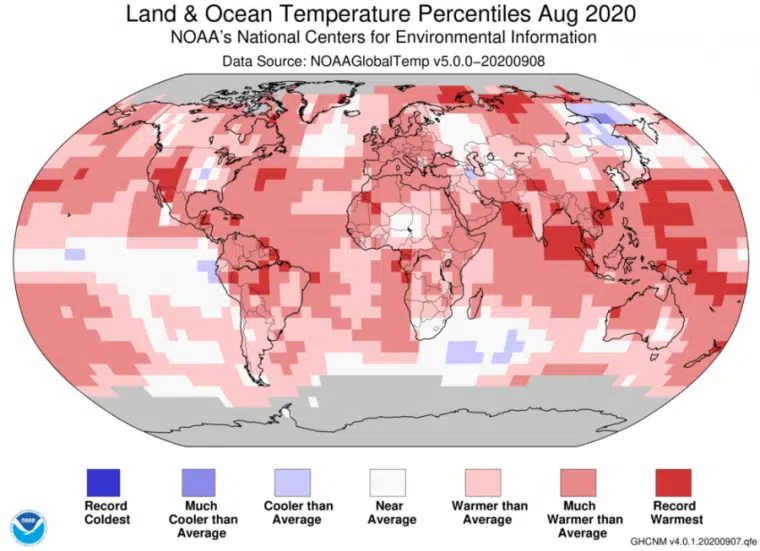 Land & Ocean Temperature Percentiles Aug 2020
NOAA's National Centers for Environmental Information
Data Source: NOAAGlobalTemp v5.0.0−20200908
Record
Coldest
Much
Cooler than
Average
Cooler than
Average
Near
Average
Warmer than
Average
Much
Warmer than
Average
Record
Warmest
NOAA
GHCNM v4.0.1.20200907.qfe